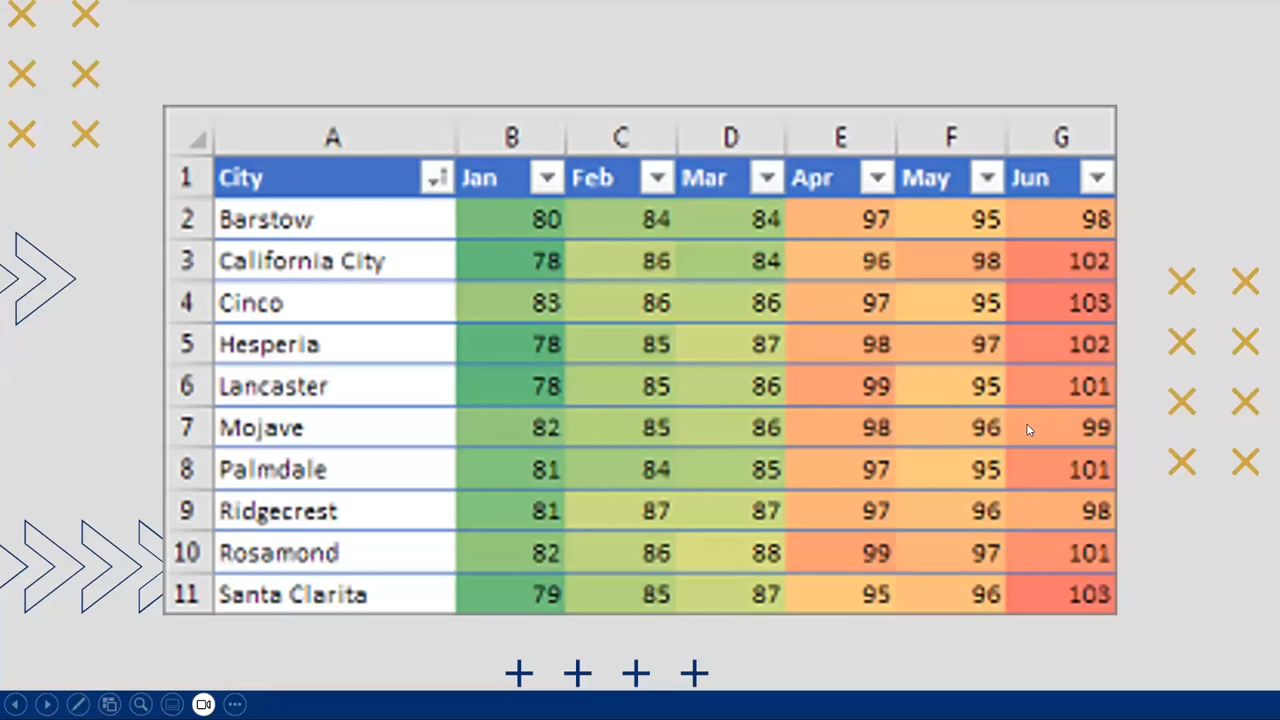 A B C D E F G
1 City Jan Feb Mar Apr May Jun
2 Barstow 80 84 84 97 95 98
3 California City 78 86 84 96 98 102
4 Cinco 83 86 86 97 95 103
5 Hesperia 78 85 87 98 97 102
6 Lancaster 78 85 86 99 95 101
7 Mojave 82 85 86 98 96 99
8 Palmdale 81 84 85 97 95 101
9 Ridgecrest 81 87 87 97 96 98
10 Rosamond 82 86 88 99 97 101
11 Santa Clarita 79 85 87 95 96 103